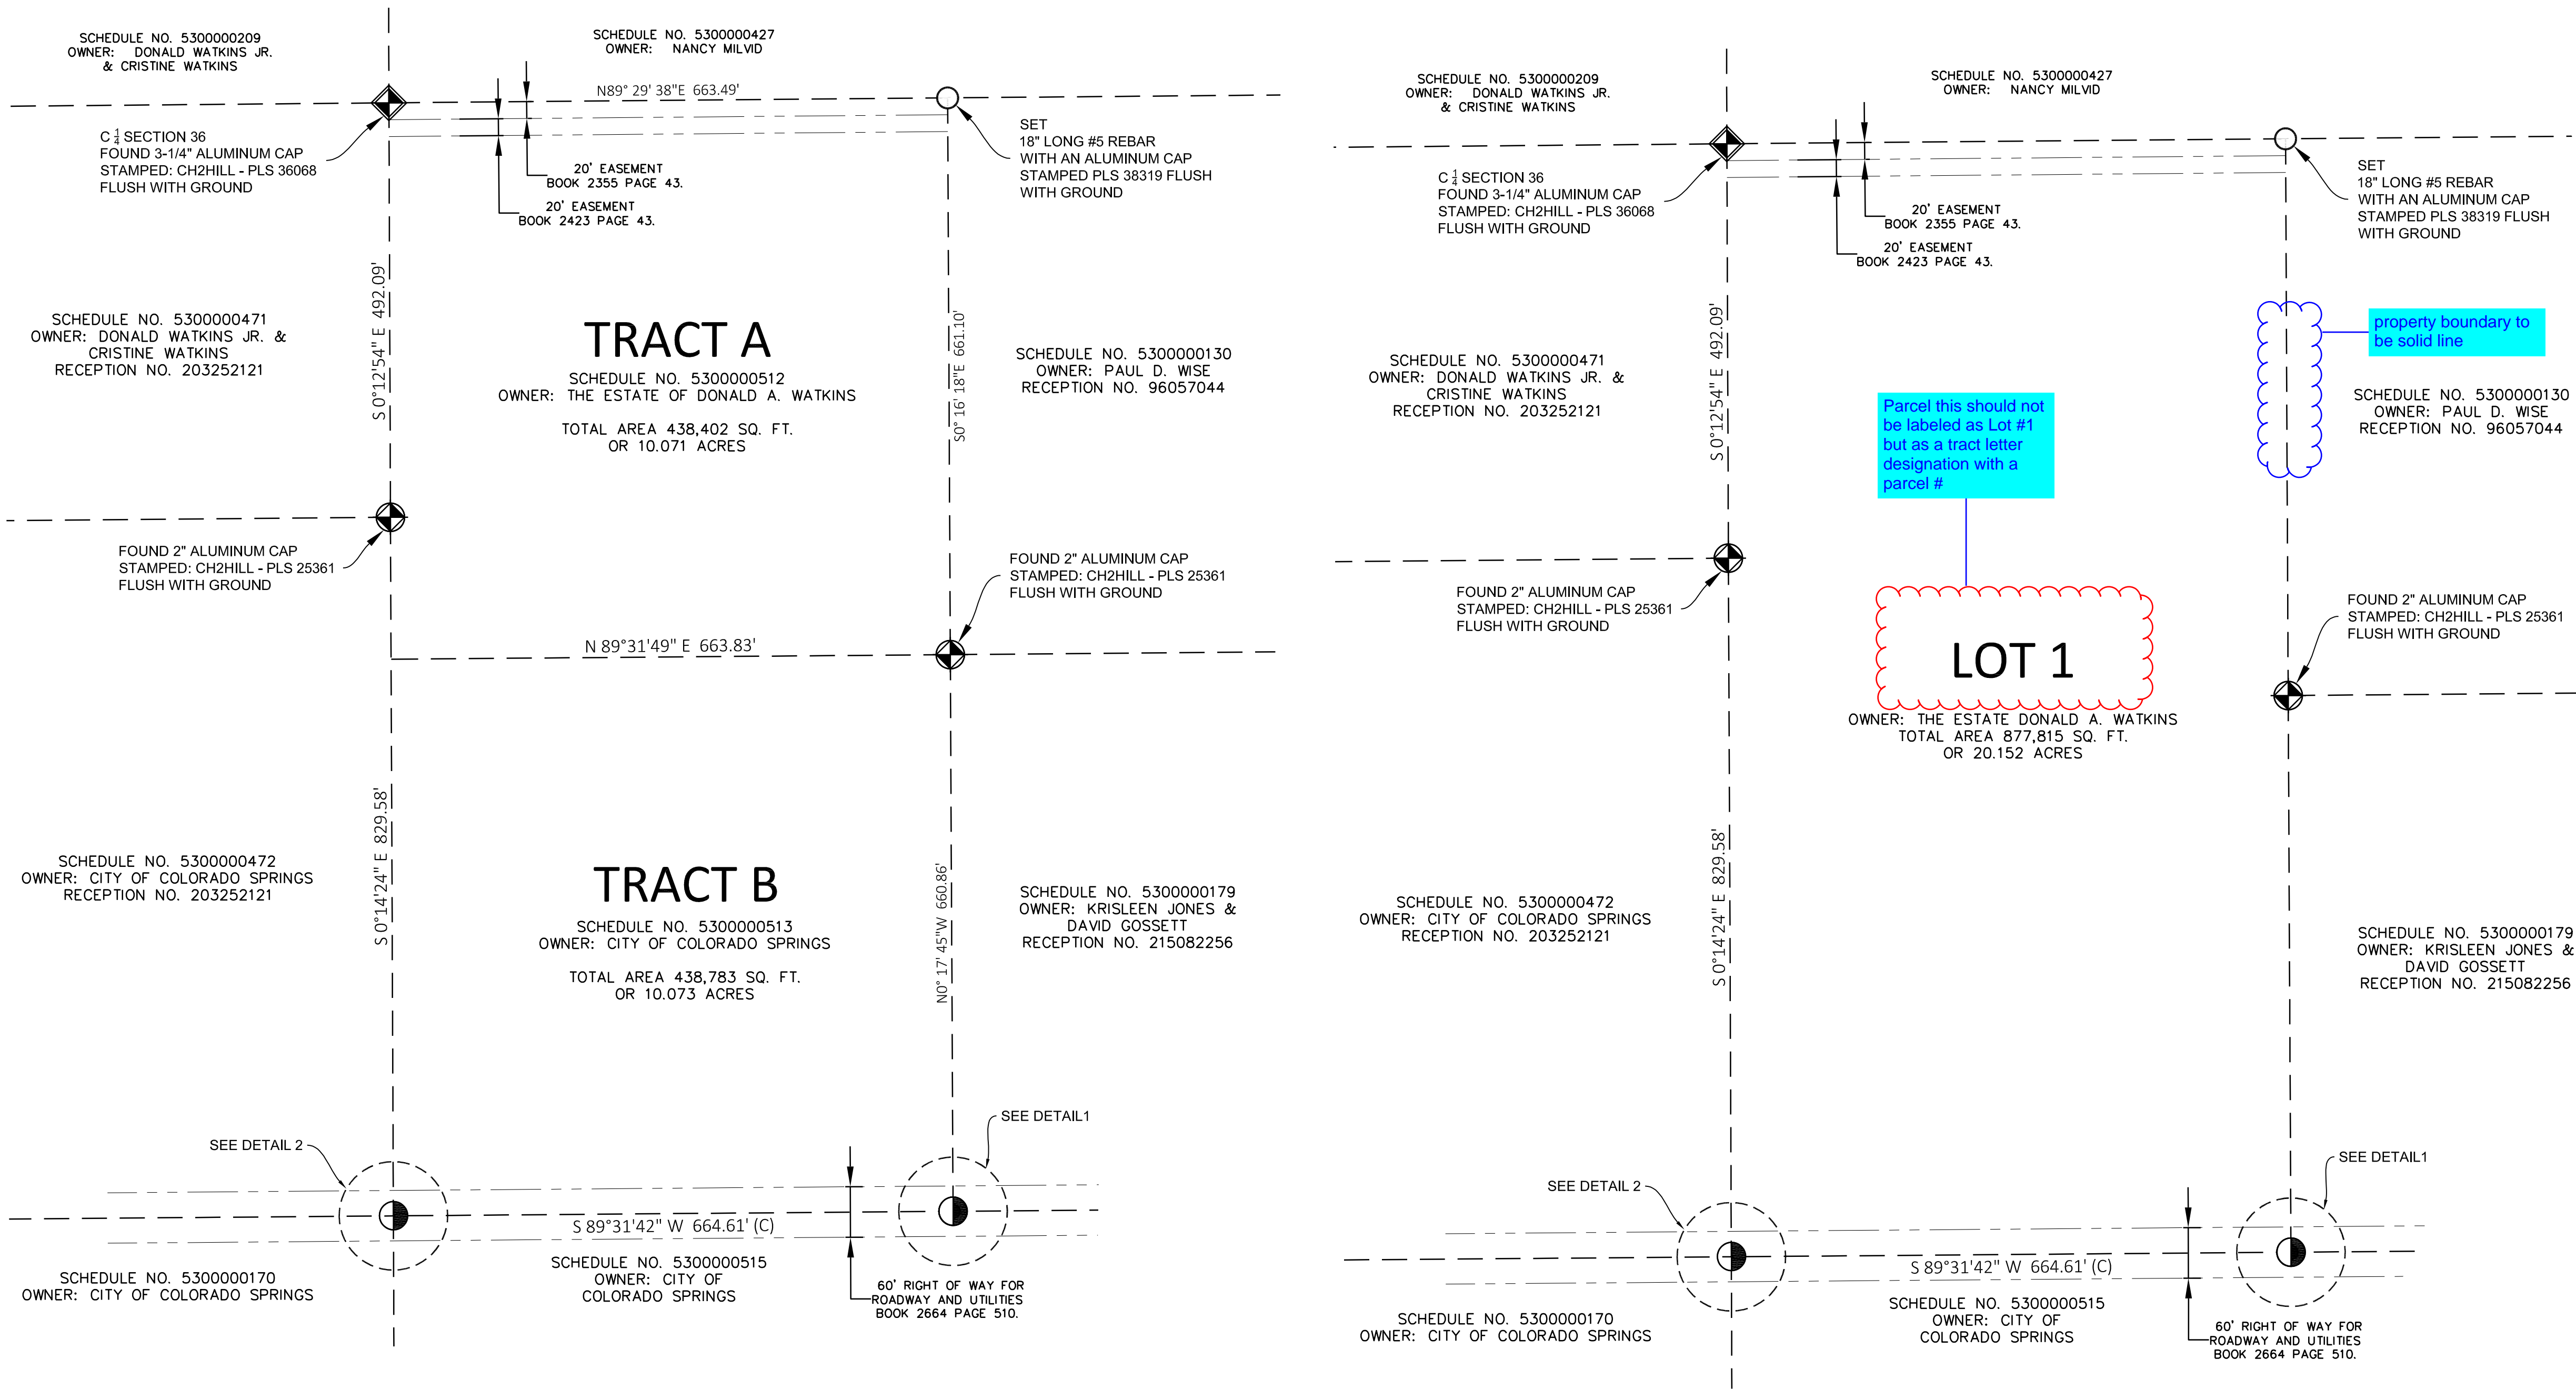 SCHEDULE NO. 5300000209
OWNER: DONALD WATKINS JR.
& CRISTINE WATKINS
SCHEDULE NO. 5300000427
OWNER: NANCY MILVID
N89° 29' 38"E 663.49'
C 1/4 SECTION 36
FOUND 3-1/4" ALUMINUM CAP
STAMPED: CH2HILL - PLS 36068
FLUSH WITH GROUND
20' EASEMENT
BOOK 2355 PAGE 43.
20' EASEMENT
BOOK 2423 PAGE 43.
SET
18" LONG #5 REBAR
WITH AN ALUMINUM CAP
STAMPED PLS 38319 FLUSH
WITH GROUND
S 0°12'54" E 492.09'
SCHEDULE NO. 5300000471
OWNER: DONALD WATKINS JR. &
CRISTINE WATKINS
RECEPTION NO. 203252121
TRACT A
SCHEDULE NO. 5300000512
OWNER: THE ESTATE OF DONALD A. WATKINS
TOTAL AREA 438,402 SQ. FT.
OR 10.071 ACRES
S0° 16' 18"E 661.10'
SCHEDULE NO. 5300000130
OWNER: PAUL D. WISE
RECEPTION NO. 96057044
FOUND 2" ALUMINUM CAP
STAMPED: CH2HILL - PLS 25361
FLUSH WITH GROUND
FOUND 2" ALUMINUM CAP
STAMPED: CH2HILL - PLS 25361
FLUSH WITH GROUND
N 89°31'49" E 663.83'
S 0°14'24" E 829.58'
SCHEDULE NO. 5300000472
OWNER: CITY OF COLORADO SPRINGS
RECEPTION NO. 203252121
TRACT B
SCHEDULE NO. 5300000513
OWNER: CITY OF COLORADO SPRINGS
TOTAL AREA 438,783 SQ. FT.
OR 10.073 ACRES
N0° 17' 45"W 660.86'
SCHEDULE NO. 5300000179
OWNER: KRISLEEN JONES &
DAVID GOSSETT
RECEPTION NO. 215082256
SEE DETAIL 2
SEE DETAIL1
S 89°31'42" W 664.61' (C)
SCHEDULE NO. 5300000170
OWNER: CITY OF COLORADO SPRINGS
SCHEDULE NO. 5300000515
OWNER: CITY OF
COLORADO SPRINGS
60' RIGHT OF WAY FOR
ROADWAY AND UTILITIES
BOOK 2664 PAGE 510.
SCHEDULE NO. 5300000209
OWNER: DONALD WATKINS JR.
& CRISTINE WATKINS
SCHEDULE NO. 5300000427
OWNER: NANCY MILVID
C 1/4 SECTION 36
FOUND 3-1/4" ALUMINUM CAP
STAMPED: CH2HILL - PLS 36068
FLUSH WITH GROUND
20' EASEMENT
BOOK 2355 PAGE 43.
20' EASEMENT
BOOK 2423 PAGE 43.
SET
18" LONG #5 REBAR
WITH AN ALUMINUM CAP
STAMPED PLS 38319 FLUSH
WITH GROUND
S 0°12'54" E 492.09'
property boundary to
be solid line
SCHEDULE NO. 5300000471
OWNER: DONALD WATKINS JR. &
CRISTINE WATKINS
RECEPTION NO. 203252121
Parcel this should not
be labeled as Lot #1
but as a tract letter
designation with a
parcel #
SCHEDULE NO. 5300000130
OWNER: PAUL D. WISE
RECEPTION NO. 96057044
FOUND 2" ALUMINUM CAP
STAMPED: CH2HILL - PLS 25361
FLUSH WITH GROUND
FOUND 2" ALUMINUM CAP
STAMPED: CH2HILL - PLS 25361
FLUSH WITH GROUND
LOT 1
OWNER: THE ESTATE DONALD A. WATKINS
TOTAL AREA 877,815 SQ. FT.
OR 20.152 ACRES
S 0°14'24" E 829.58'
SCHEDULE NO. 5300000472
OWNER: CITY OF COLORADO SPRINGS
RECEPTION NO. 203252121
SCHEDULE NO. 5300000179
OWNER: KRISLEEN JONES &
DAVID GOSSETT
RECEPTION NO. 215082256
SEE DETAIL 2
SEE DETAIL1
S 89°31'42" W 664.61' (C)
SCHEDULE NO. 5300000170
OWNER: CITY OF COLORADO SPRINGS
SCHEDULE NO. 5300000515
OWNER: CITY OF
COLORADO SPRINGS
60' RIGHT OF WAY FOR
ROADWAY AND UTILITIES
BOOK 2664 PAGE 510.